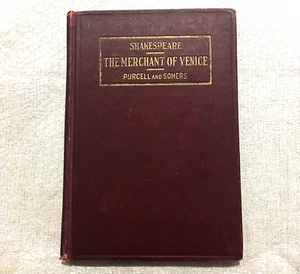 SHAKESPEARE
THE MERCHANT OF VENICE
PURCELL AND SOMERS